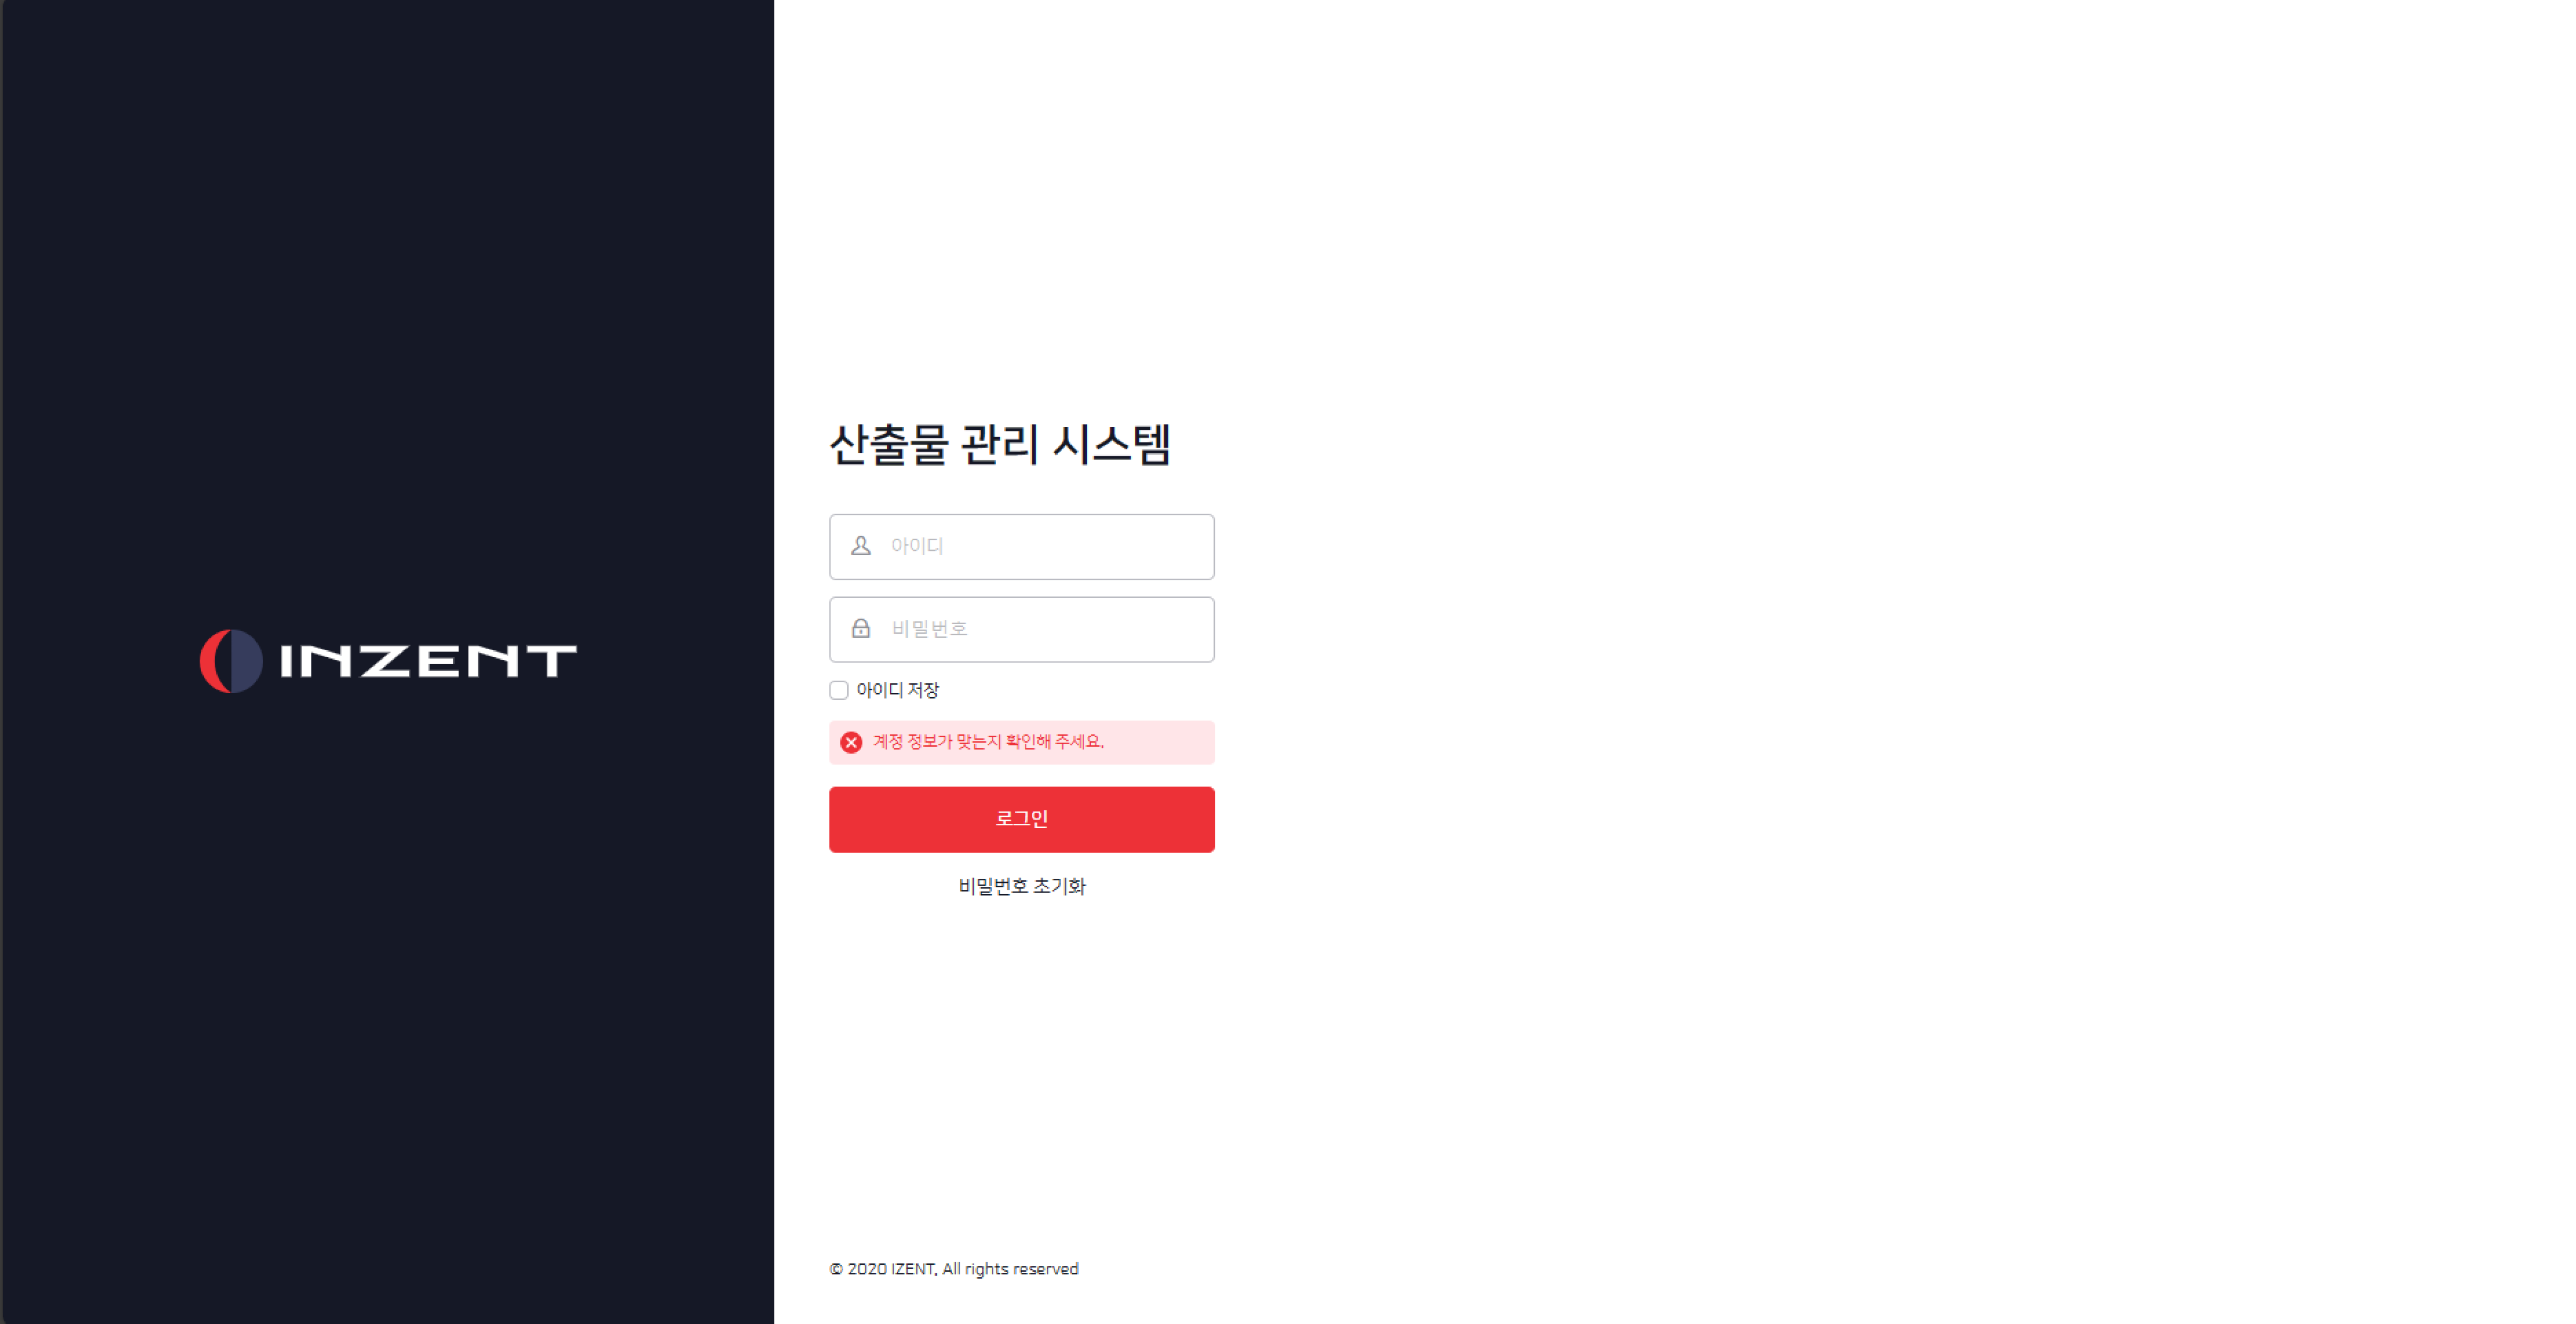 INZENT
산출물 관리 시스템
아이디
비밀번호
아이디 저장
계정 정보가 맞는지 확인해 주세요.
로그인
비밀번호 초기화
© 2020 IZENT, All rights reserved